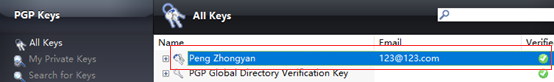 PGP Keys
All Keys
All Keys
My Private Keys
Search for Keys
Name Email Verifie
Peng Zhongyan 123@123.com
PGP Global Directory Verification Key